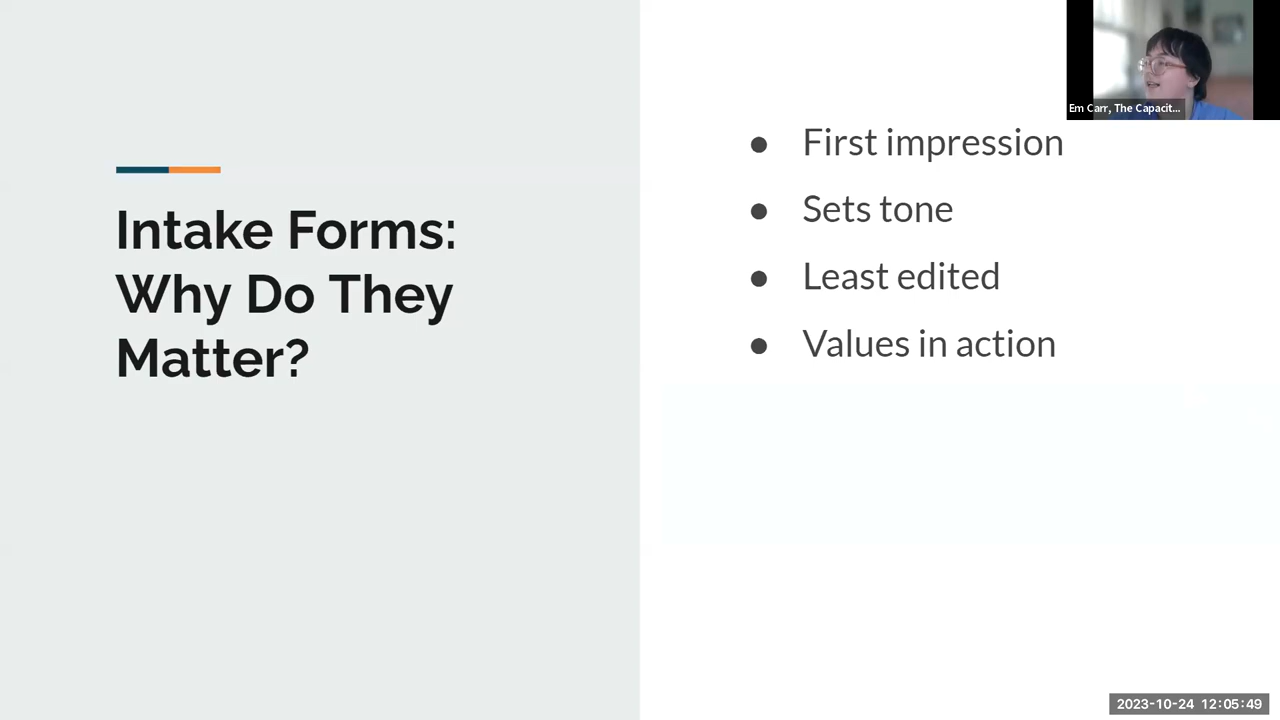 Em Carr, The Capacit...
Intake Forms:
Why Do They
Matter?
● First impression
● Sets tone
● Least edited
● Values in action
2023-10-24 12:05:49